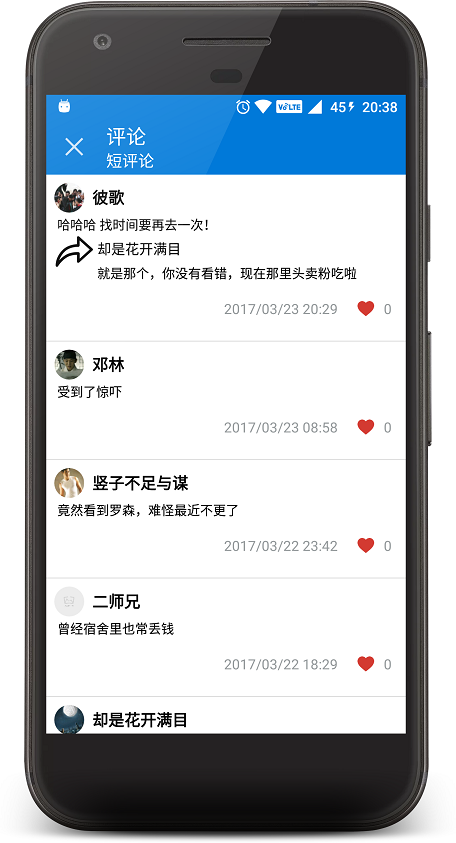 VoLTE 45 20:38
评论
短评论
彼歌
哈哈哈 找时间要再去一次！
却是花开满目
就是那个，你没有看错，现在那里头卖粉吃啦
2017/03/23 20:29 0
邓林
受到了惊吓
2017/03/23 08:58 0
竖子不足与谋
竟然看到罗森，难怪最近不更了
2017/03/22 23:42 0
二师兄
曾经宿舍里也常丢钱
2017/03/22 18:29 0
却是花开满目